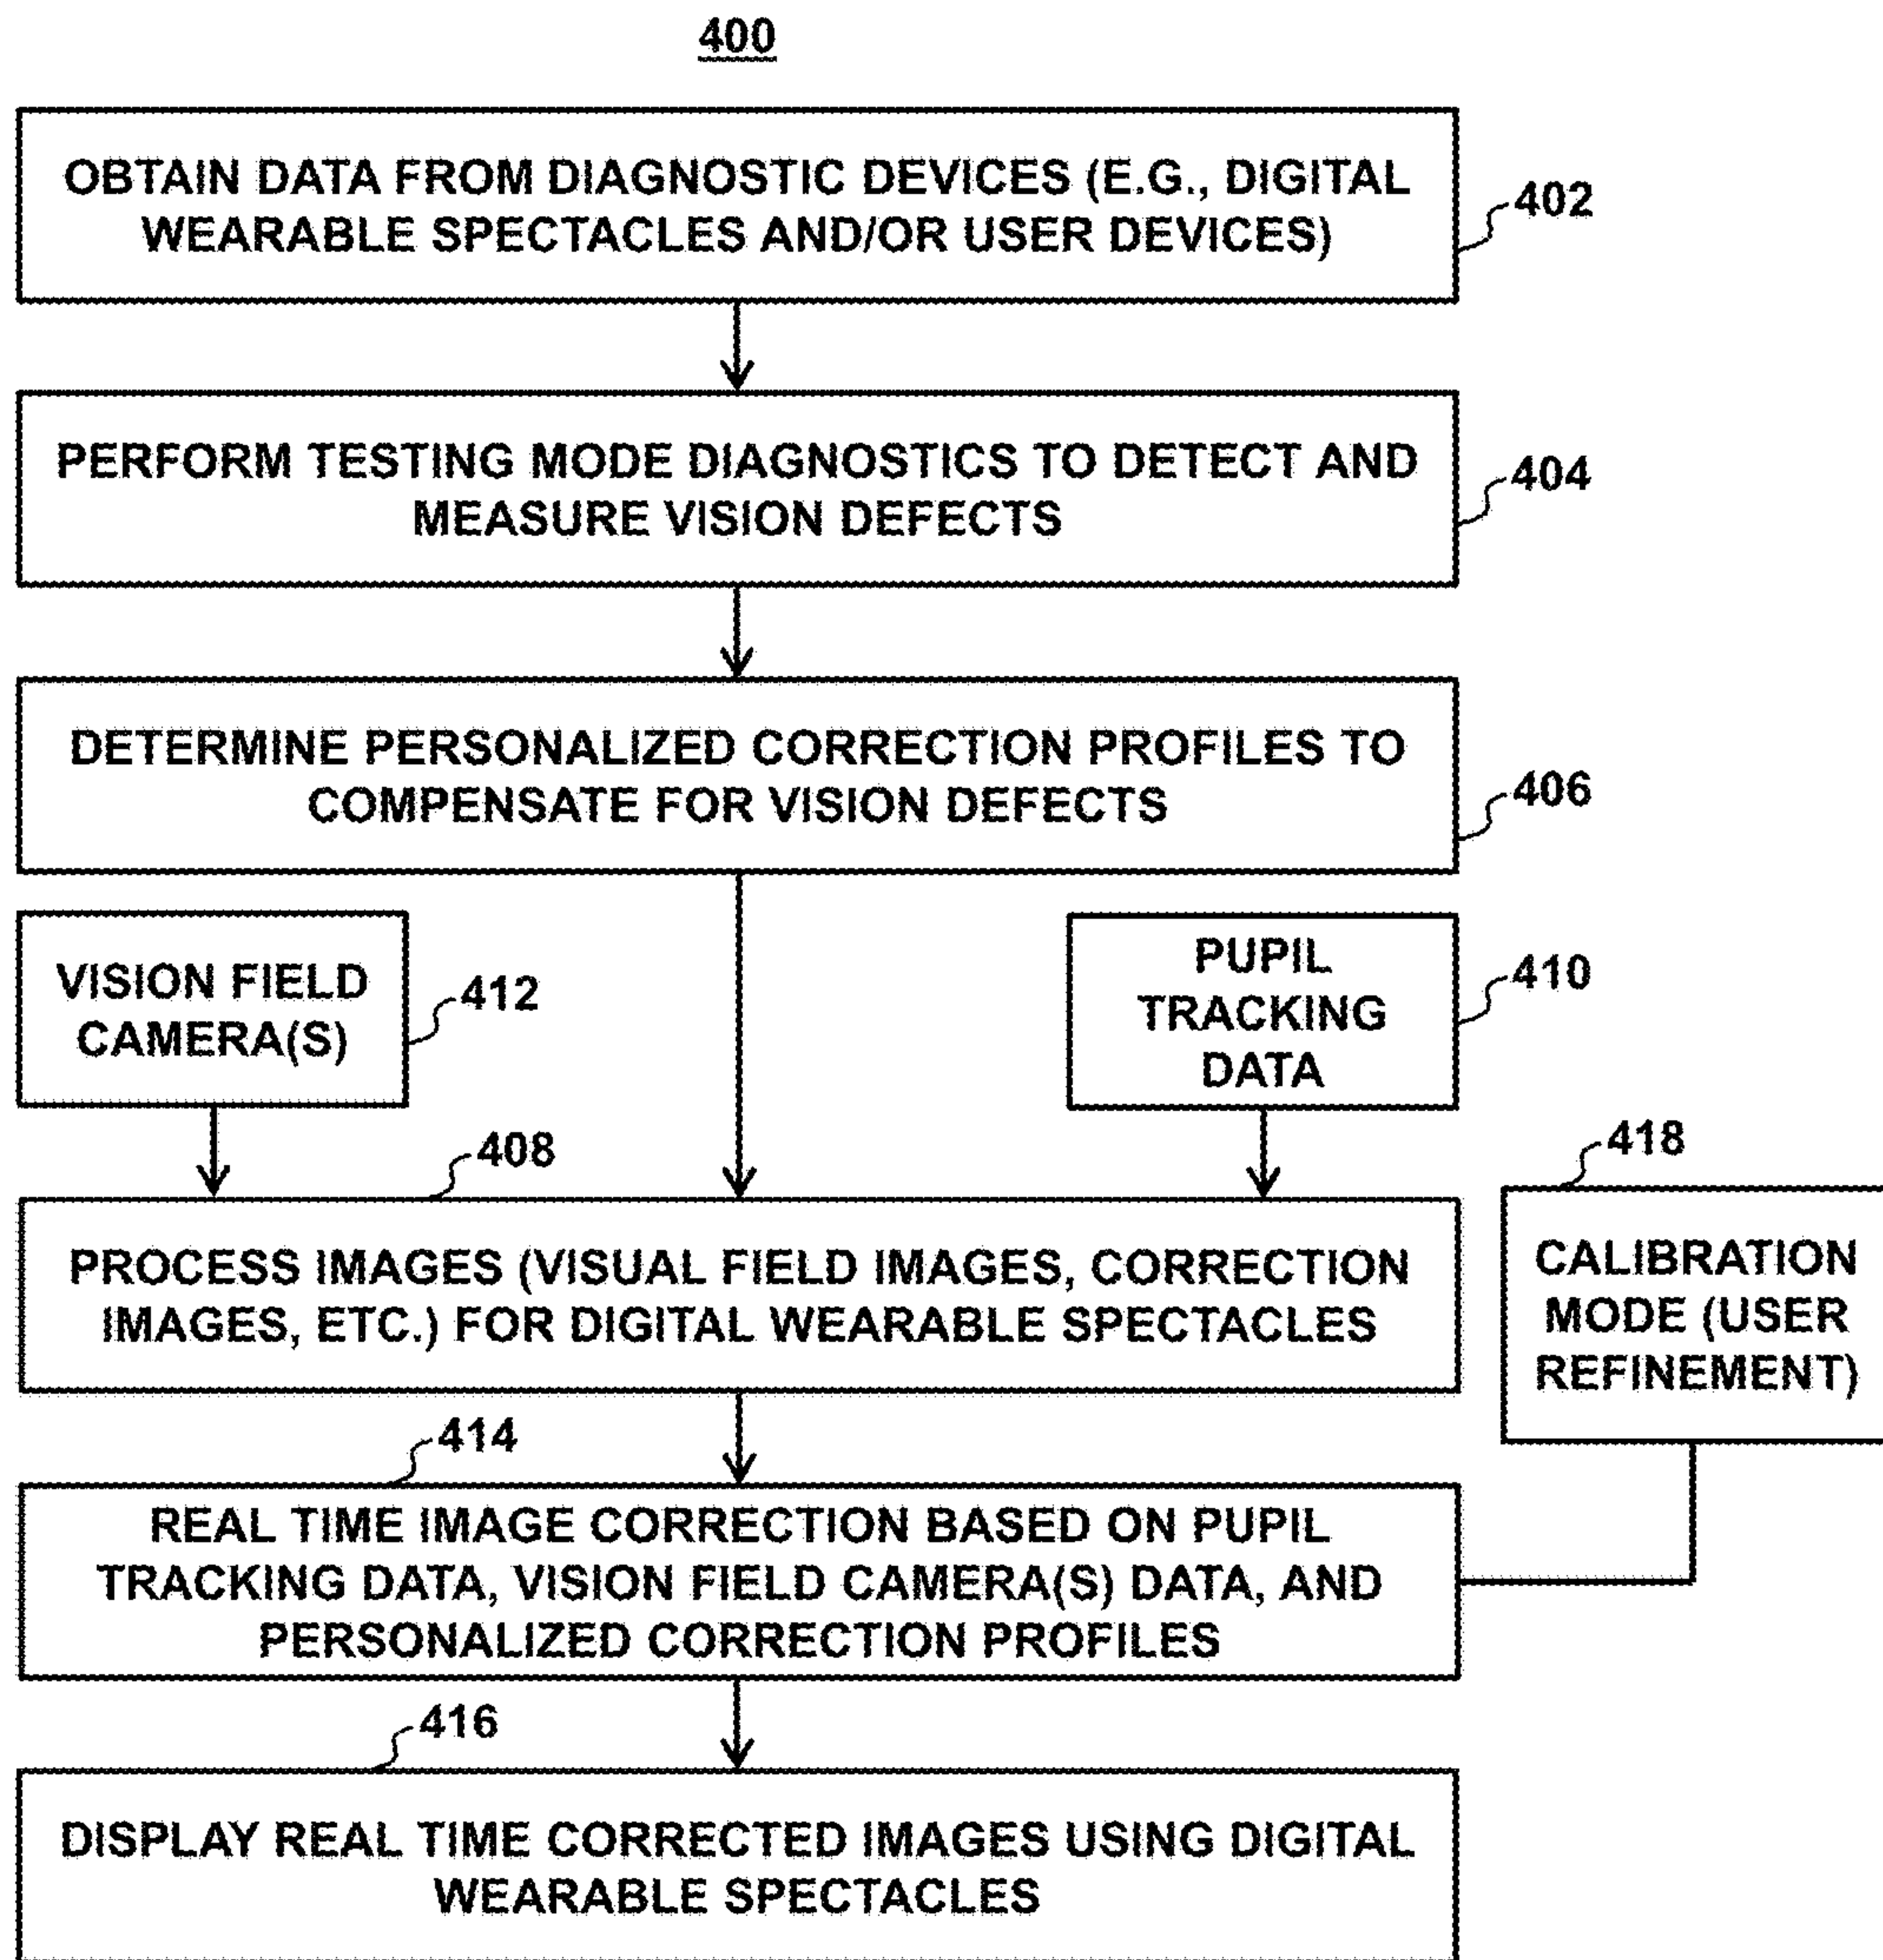 400
OBTAIN DATA FROM DIAGNOSTIC DEVICES (E.G., DIGITAL
WEARABLE SPECTACLES AND/OR USER DEVICES)
402
PERFORM TESTING MODE DIAGNOSTICS TO DETECT AND
MEASURE VISION DEFECTS
404
DETERMINE PERSONALIZED CORRECTION PROFILES TO
COMPENSATE FOR VISION DEFECTS
406
VISION FIELD
CAMERA(S)
412
PUPIL
TRACKING
DATA
410
408
PROCESS IMAGES (VISUAL FIELD IMAGES, CORRECTION
IMAGES, ETC.) FOR DIGITAL WEARABLE SPECTACLES
418
CALIBRATION
MODE (USER
REFINEMENT)
414
REAL TIME IMAGE CORRECTION BASED ON PUPIL
TRACKING DATA, VISION FIELD CAMERA(S) DATA, AND
PERSONALIZED CORRECTION PROFILES
416
DISPLAY REAL TIME CORRECTED IMAGES USING DIGITAL
WEARABLE SPECTACLES